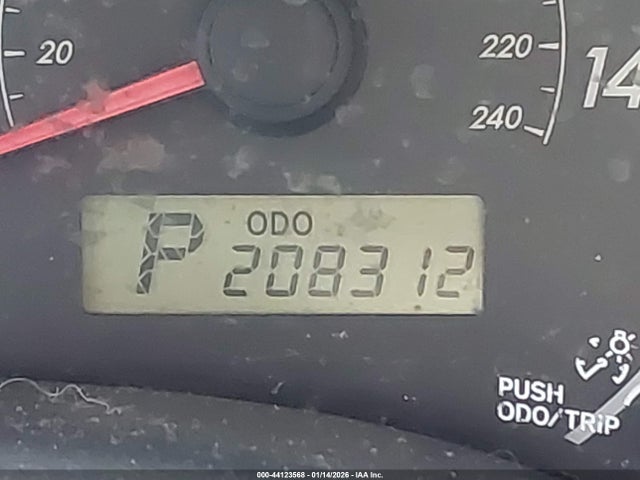 20
220
14
240
ODO
P 208312
PUSH
ODO/TRIP
000-44123568 - 01/14/2026 - IAA Inc.